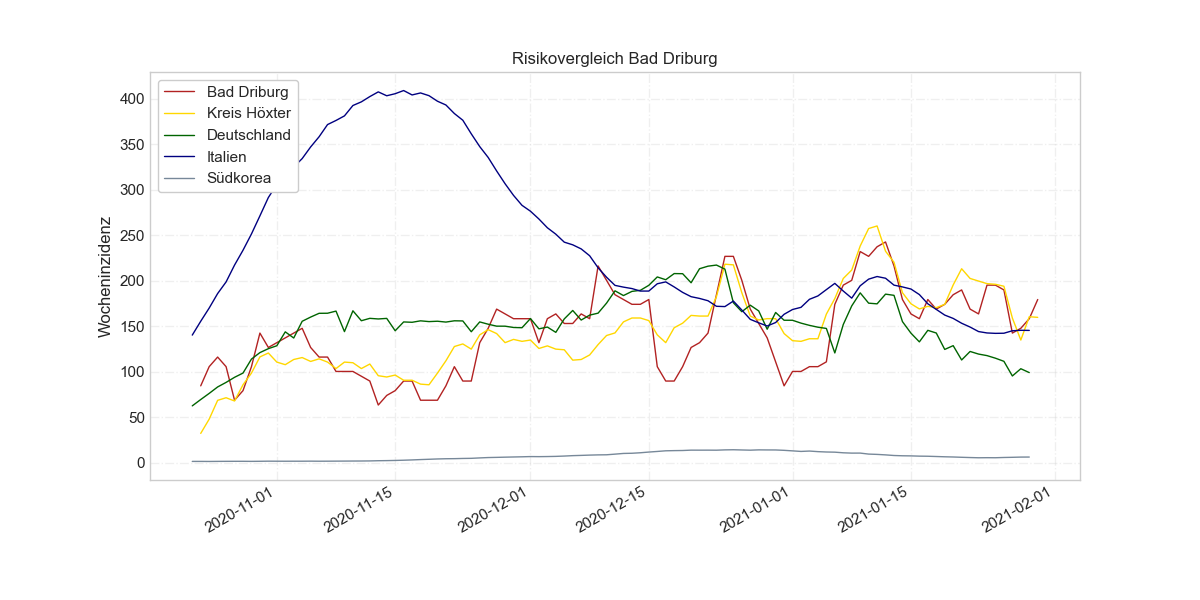 Risikovergleich Bad Driburg
Wocheninzidenz
400
350
300
250
200
150
100
50
0
Bad Driburg
Kreis Höxter
Deutschland
Italien
Südkorea
2020-11-01
2020-11-15
2020-12-01
2020-12-15
2021-01-01
2021-01-15
2021-02-01